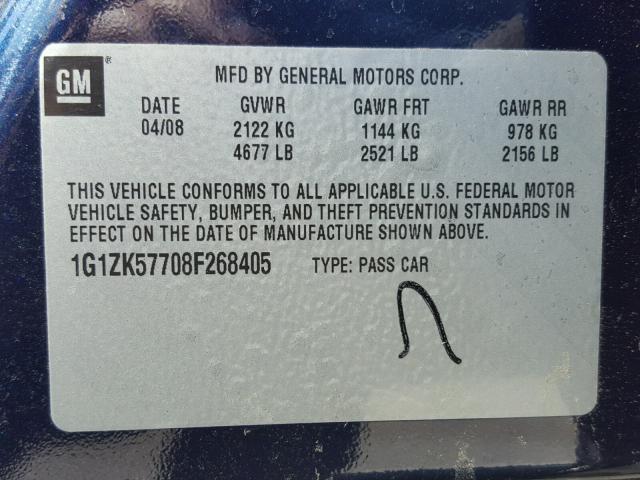 GM ®
MFD BY GENERAL MOTORS CORP.
DATE GVWR GAWR FRT GAWR RR
04/08 2122 KG 1144 KG 978 KG
4677 LB 2521 LB 2156 LB
THIS VEHICLE CONFORMS TO ALL APPLICABLE U.S. FEDERAL MOTOR
VEHICLE SAFETY, BUMPER, AND THEFT PREVENTION STANDARDS IN
EFFECT ON THE DATE OF MANUFACTURE SHOWN ABOVE.
1G1ZK57708F268405 TYPE: PASS CAR